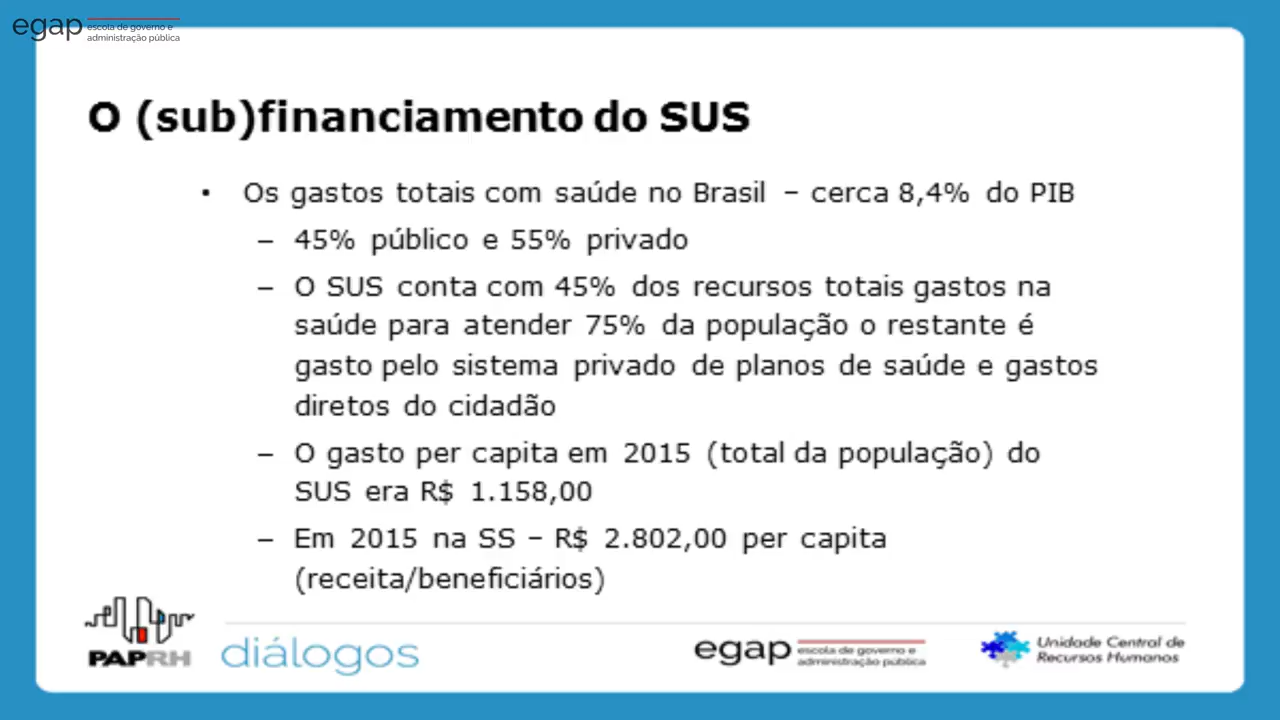 egap escola de governo e
administração pública
O (sub)financiamento do SUS
• Os gastos totais com saúde no Brasil – cerca 8,4% do PIB
– 45% público e 55% privado
– O SUS conta com 45% dos recursos totais gastos na
saúde para atender 75% da população o restante é
gasto pelo sistema privado de planos de saúde e gastos
diretos do cidadão
– O gasto per capita em 2015 (total da população) do
SUS era R$ 1.158,00
– Em 2015 na SS – R$ 2.802,00 per capita
(receita/beneficiários)
PAPRH
diálogos
egap escola de governo e
administração pública
Unidade Central de
Recursos Humanos